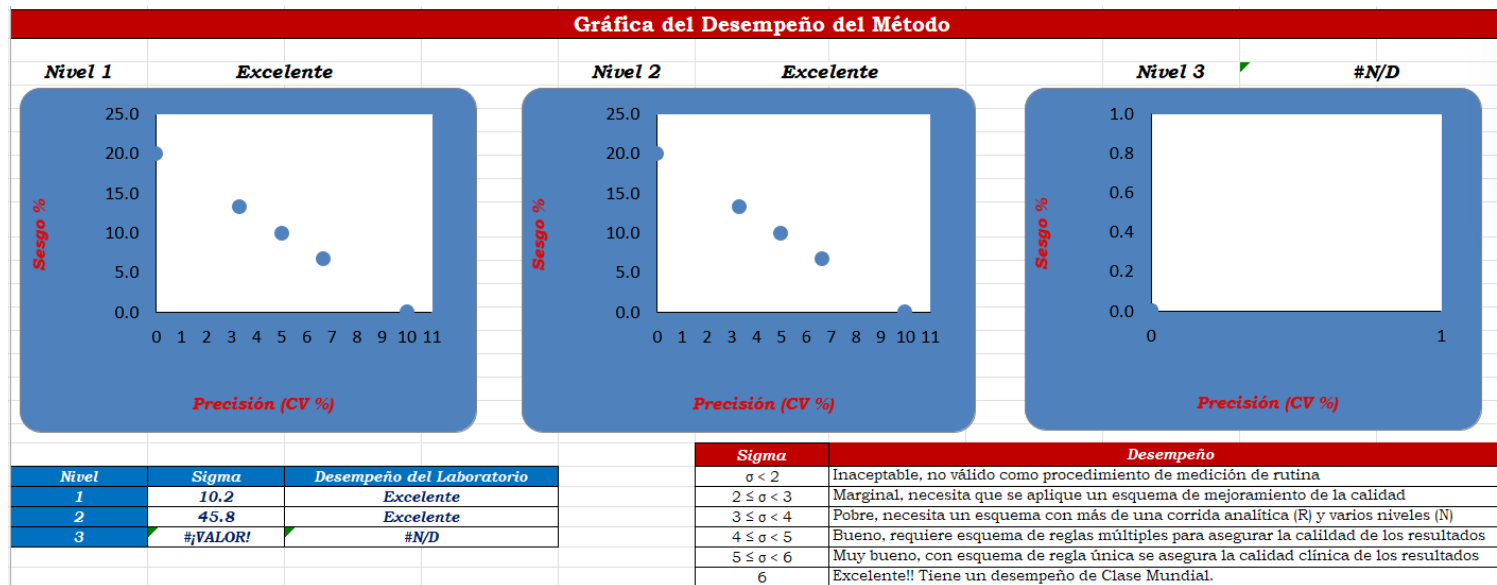 Gráfica del Desempeño del Método
Nivel 1 Excelente Nivel 2 Excelente Nivel 3 #N/D
25.0
20.0
15.0
10.0
5.0
0.0
0 1 2 3 4 5 6 7 8 9 10 11
Sesgo %
Precisión (CV %)
25.0
20.0
15.0
10.0
5.0
0.0
0 1 2 3 4 5 6 7 8 9 10 11
Sesgo %
Precisión (CV %)
1.0
0.8
0.6
0.4
0.2
0.0
0 1
Sesgo %
Precisión (CV %)
Nivel Sigma Desempeño del Laboratorio
1 10.2 Excelente
2 45.8 Excelente
3 #¡VALOR! #N/D
Sigma Desempeño
σ < 2 Inaceptable, no válido como procedimiento de medición de rutina
2 ≤ σ < 3 Marginal, necesita que se aplique un esquema de mejoramiento de la calidad
3 ≤ σ < 4 Pobre, necesita un esquema con más de una corrida analítica (R) y varios niveles (N)
4 ≤ σ < 5 Bueno, requiere esquema de reglas múltiples para asegurar la calildad de los resultados
5 ≤ σ < 6 Muy bueno, con esquema de regla única se asegura la calidad clínica de los resultados
6 Excelente!! Tiene un desempeño de Clase Mundial.